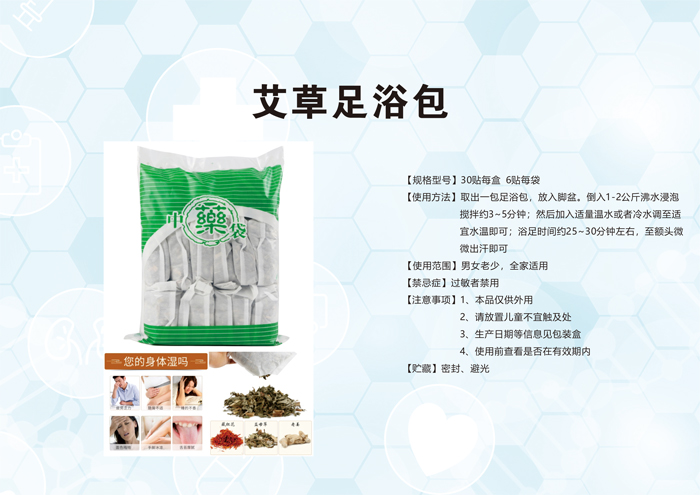 艾草足浴包
中藥袋
您的身体湿吗
【规格型号】30贴每盒 6贴每袋
【使用方法】取出一包足浴包，放入脚盆。倒入1-2公斤沸水浸泡
搅拌约3~5分钟；然后加入适量温水或者冷水调至适
宜水温即可；浴足时间约25~30分钟左右，至额头微
微出汗即可
【使用范围】男女老少，全家适用
【禁忌症】过敏者禁用
【注意事项】1、本品仅供外用
2、请放置儿童不宜触及处
3、生产日期等信息见包装盒
4、使用前查看是否在有效期内
【贮藏】密封、避光